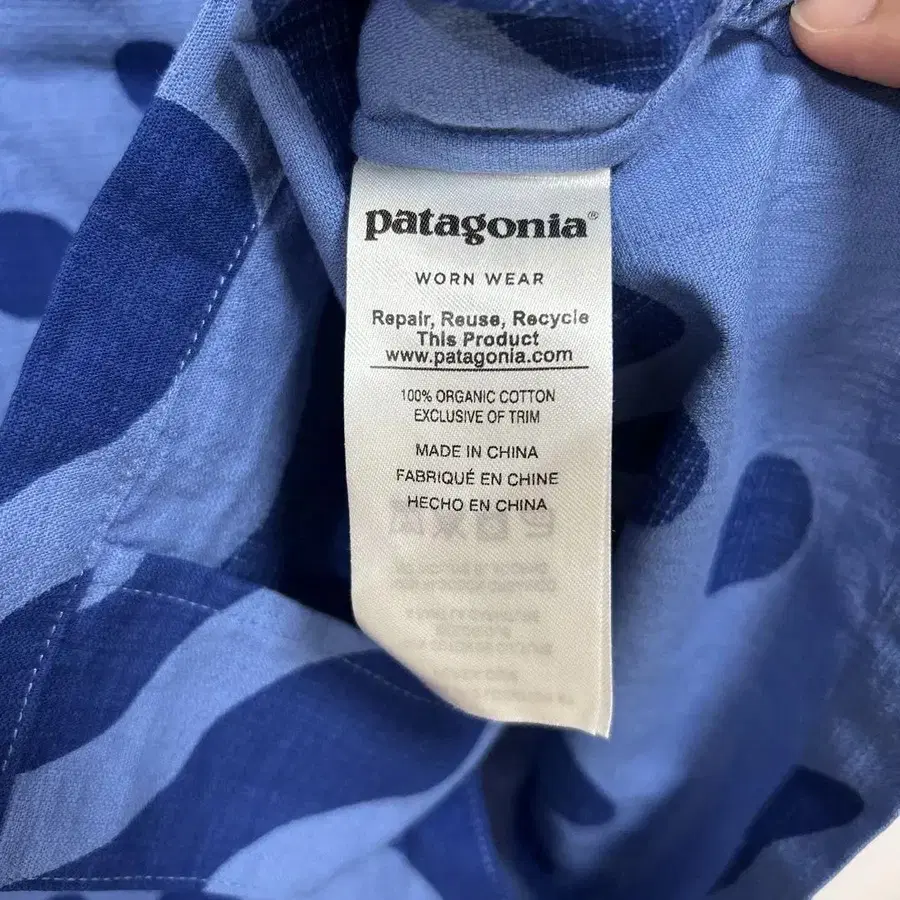 patagonia®
WORN WEAR
Repair, Reuse, Recycle
This Product
www.patagonia.com
100% ORGANIC COTTON
EXCLUSIVE OF TRIM
MADE IN CHINA
FABRIQUÉ EN CHINE
HECHO EN CHINA